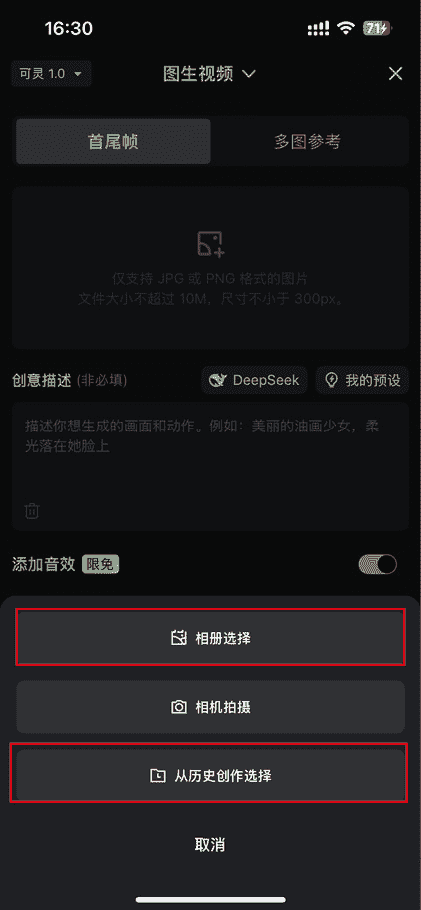 16:30
71
可灵 1.0
图生视频
首尾帧
多图参考
仅支持 JPG 或 PNG 格式的图片
文件大小不超过 10M，尺寸不小于 300px。
创意描述 (非必填)
DeepSeek
我的预设
描述你想生成的画面和动作。例如：美丽的油画少女，柔
光落在她脸上
添加音效 限免
相册选择
相机拍摄
从历史创作选择
取消